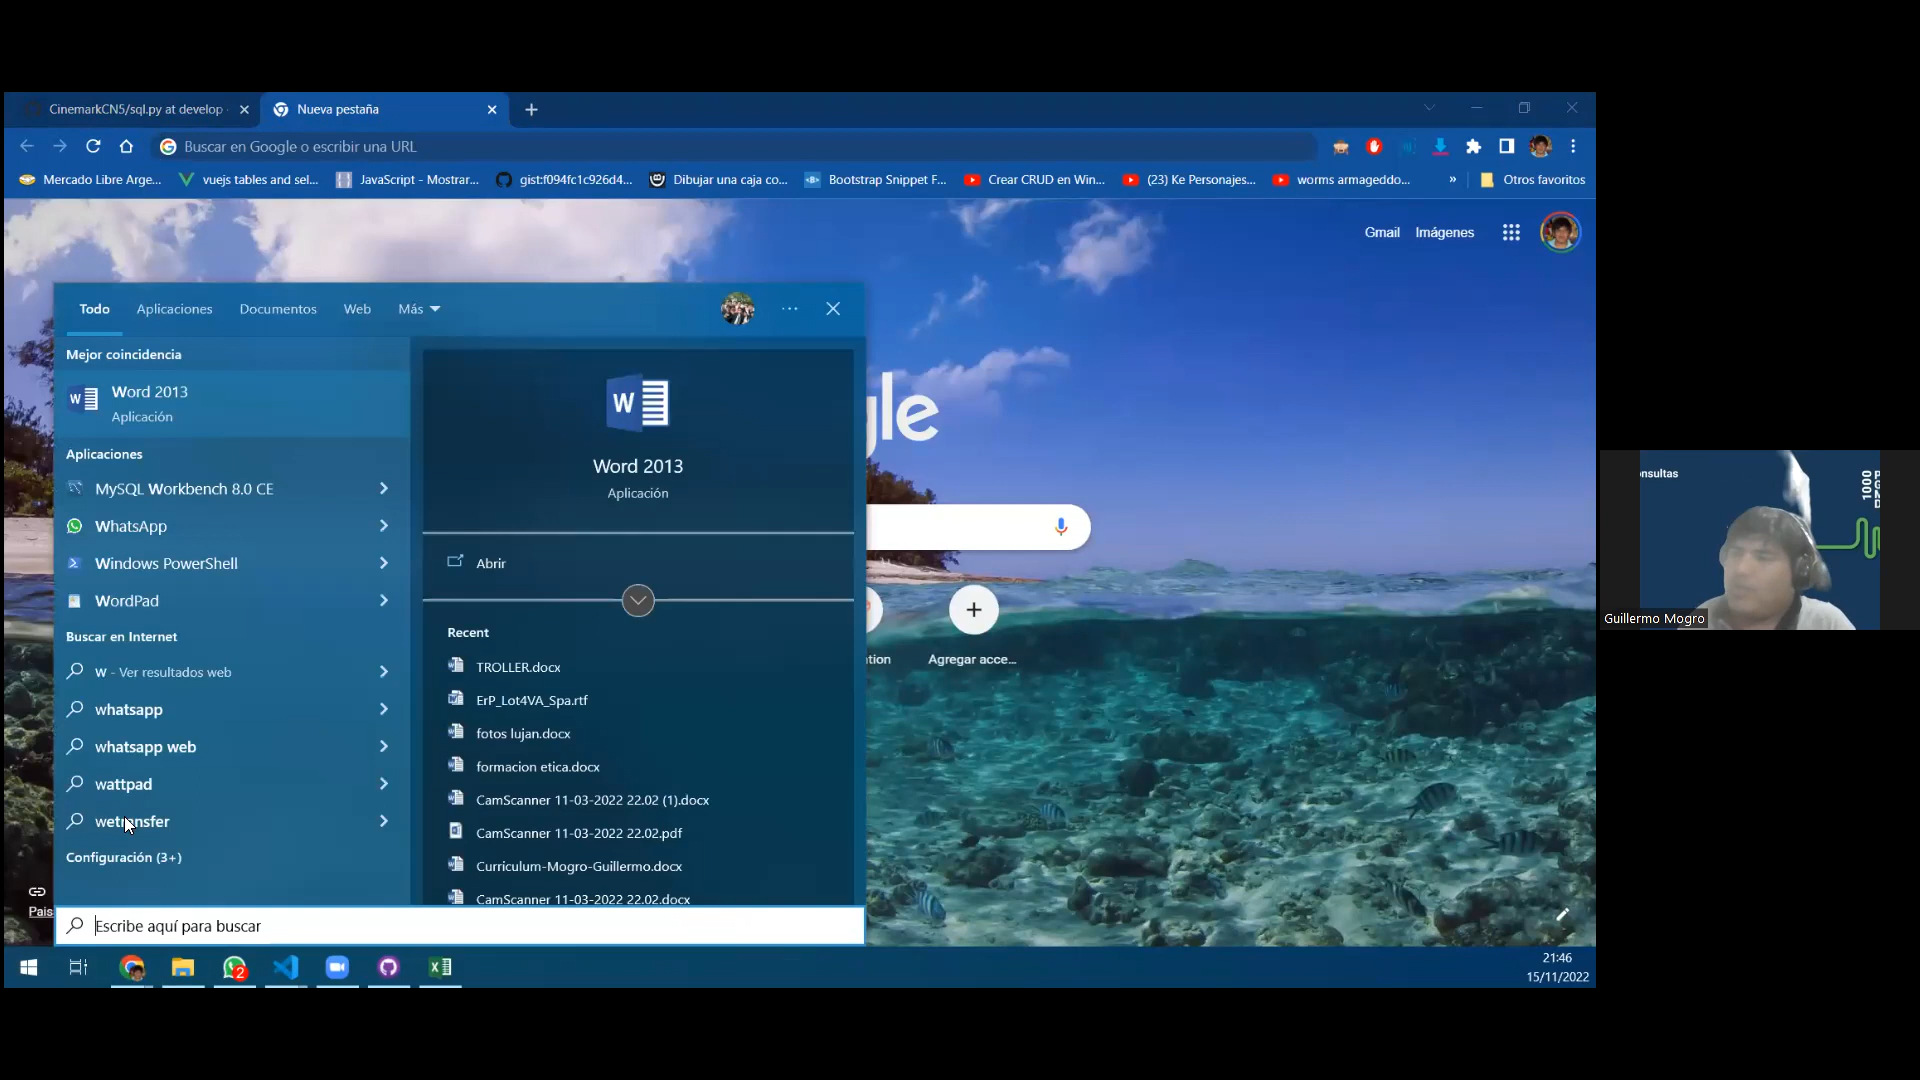 CinemarkCN5/sql.py at develop
Nueva pestaña
Buscar en Google o escribir una URL
Mercado Libre Arge...
vuejs tables and sel...
JavaScript - Mostrar...
gist:f094fc1c926d4...
Dibujar una caja co...
Bootstrap Snippet F...
Crear CRUD en Win...
(23) Ke Personajes...
worms armageddo...
»
Otros favoritos
Gmail
Imágenes
Todo
Aplicaciones
Documentos
Web
Más
Mejor coincidencia
Word 2013
Aplicación
Aplicaciones
MySQL Workbench 8.0 CE
WhatsApp
Windows PowerShell
WordPad
Buscar en Internet
w - Ver resultados web
whatsapp
whatsapp web
wattpad
wetransfer
Configuración (3+)
W
Word 2013
Aplicación
Abrir
Recent
TROLLER.docx
ErP_Lot4VA_Spa.rtf
fotos lujan.docx
formacion etica.docx
CamScanner 11-03-2022 22.02 (1).docx
CamScanner 11-03-2022 22.02.pdf
Curriculum-Mogro-Guillermo.docx
CamScanner 11-03-2022 22.02.docx
gle
tion
Agregar acce...
Pais
Escribe aquí para buscar
2
21:46
15/11/2022
nsultas
1000
Guillermo Mogro